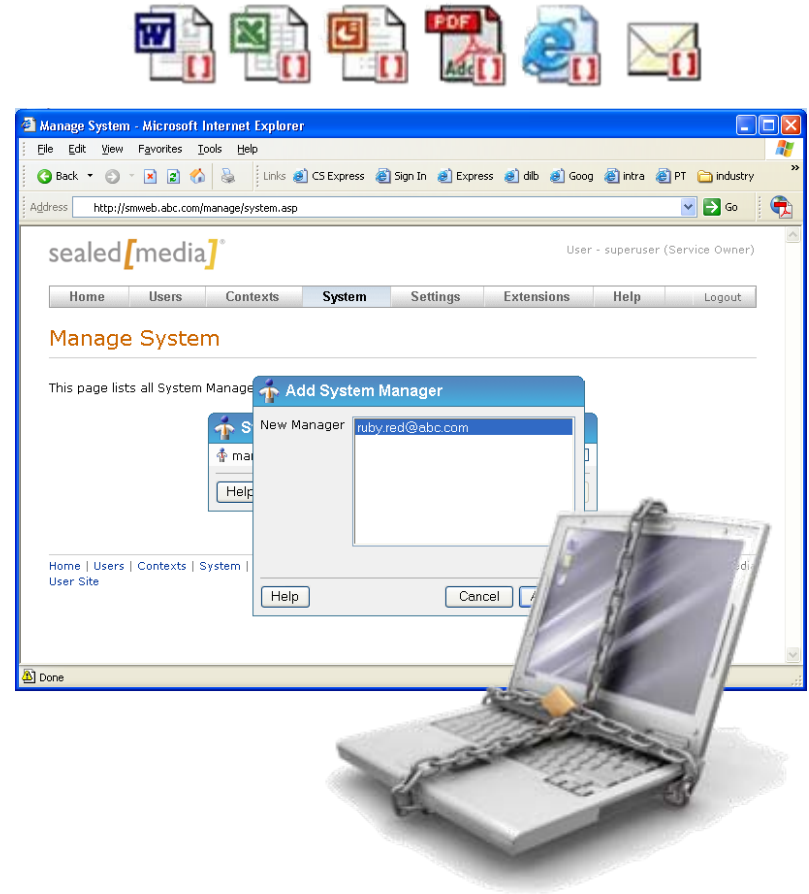 W
X
PDF
Adobe
Manage System - Microsoft Internet Explorer
File Edit View Favorites Tools Help
Back Links CS Express Sign In Express dilb Goog intra PT industry »
Address http://smweb.abc.com/manage/system.asp Go
sealed[media]
User - superuser (Service Owner)
Home Users Contexts System Settings Extensions Help Logout
Manage System
This page lists all System Manage
Add System Manager
New Manager ruby.red@abc.com
S
mar
Help
Home | Users | Contexts | System |
User Site
Help Cancel
Done